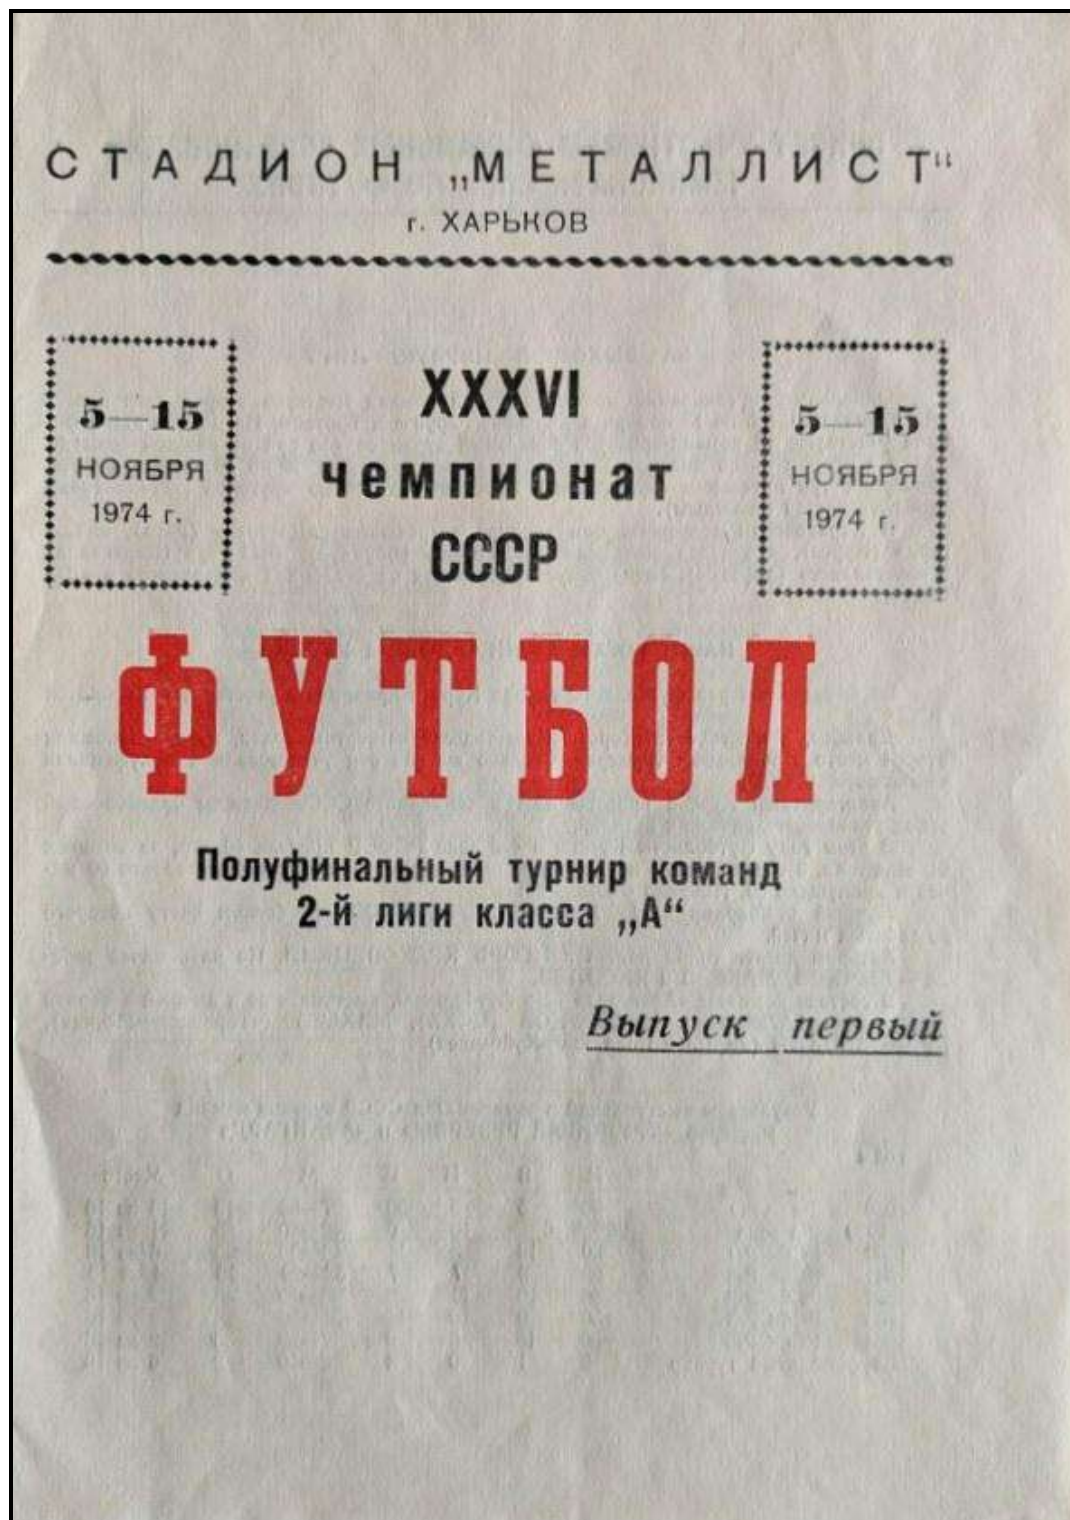 СТАДИОН „МЕТАЛЛИСТ“
г. ХАРЬКОВ
5—15
НОЯБРЯ
1974 г.
XXXVI
чемпионат
СССР
5—15
НОЯБРЯ
1974 г.
ФУТБОЛ
Полуфинальный турнир команд
2-й лиги класса „А“
Выпуск первый